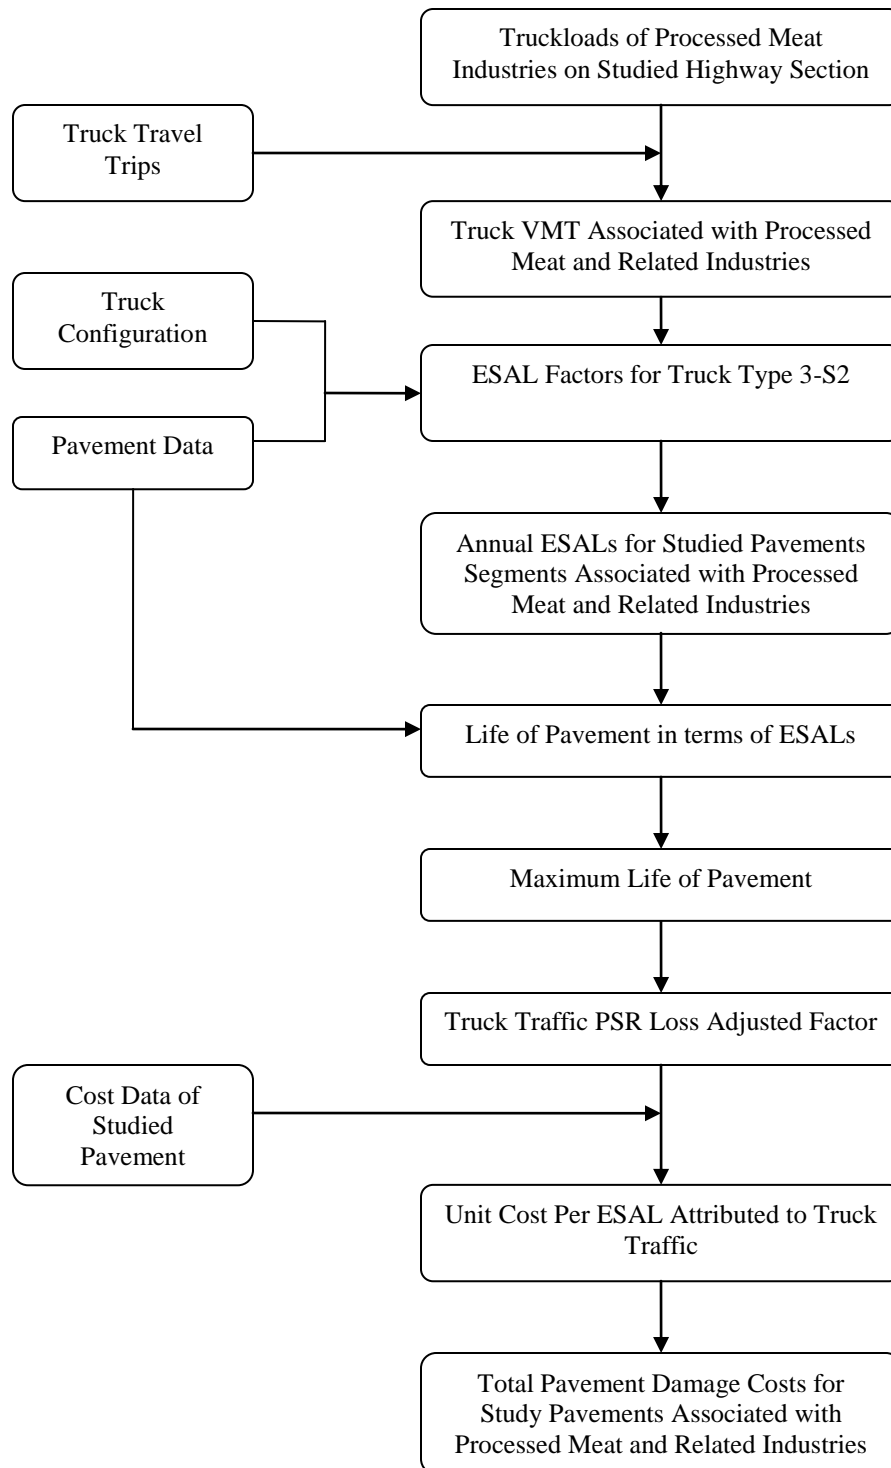 Truckloads of Processed Meat
Industries on Studied Highway Section
Truck Travel
Trips
Truck VMT Associated with Processed
Meat and Related Industries
Truck
Configuration
ESAL Factors for Truck Type 3-S2
Pavement Data
Annual ESALs for Studied Pavements
Segments Associated with Processed
Meat and Related Industries
Life of Pavement in terms of ESALs
Maximum Life of Pavement
Truck Traffic PSR Loss Adjusted Factor
Cost Data of
Studied
Pavement
Unit Cost Per ESAL Attributed to Truck
Traffic
Total Pavement Damage Costs for
Study Pavements Associated with
Processed Meat and Related Industries